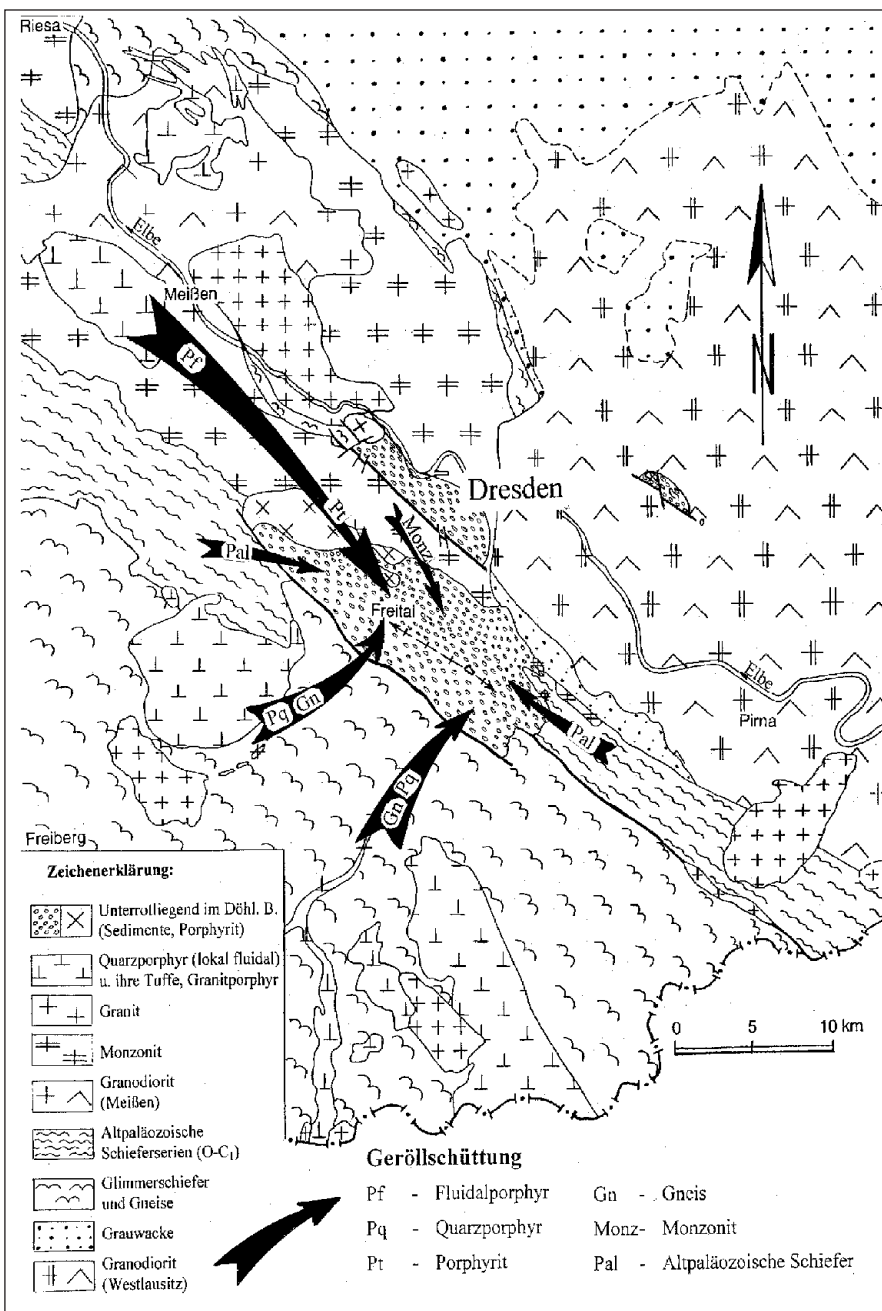 Riesa
Elbe
Meißen
Pf
Pt
Monz
Dresden
Pal
Freital
Pq Gn
Elbe
Pirna
Pal
Gn Pq
N
Freiberg
Zeichenerklärung:
Unterrotliegend im Döhl. B.
(Sedimente, Porphyrit)
Quarzporphyr (lokal fluidal)
u. ihre Tuffe, Granitporphyr
Granit
Monzonit
Granodiorit
(Meißen)
Altpaläozoische
Schieferserien (O-C₁)
Glimmerschiefer
und Gneise
Grauwacke
Granodiorit
(Westlausitz)
0 5 10 km
Geröllschüttung
Pf - Fluidalporphyr Gn - Gneis
Pq - Quarzporphyr Monz- Monzonit
Pt - Porphyrit Pal - Altpaläozoische Schiefer